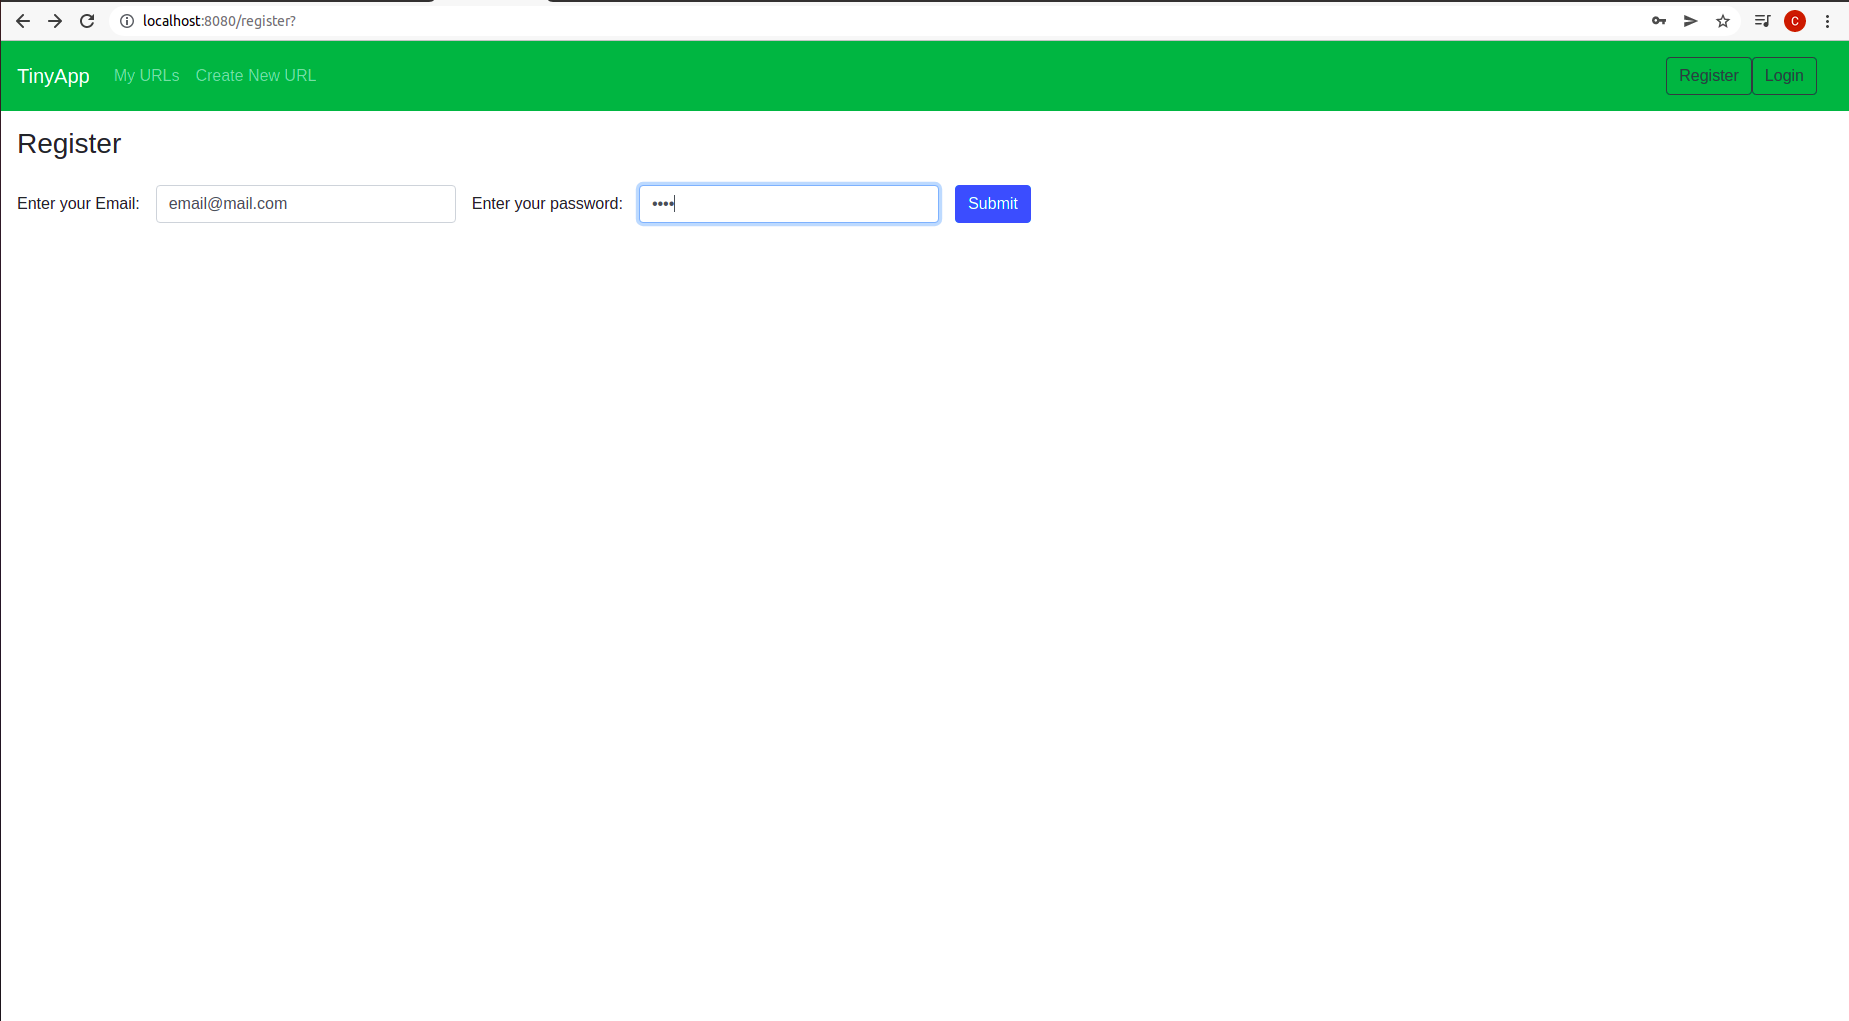 localhost:8080/register?
C
TinyApp My URLs Create New URL Register Login
Register
Enter your Email: email@mail.com Enter your password: •••• Submit